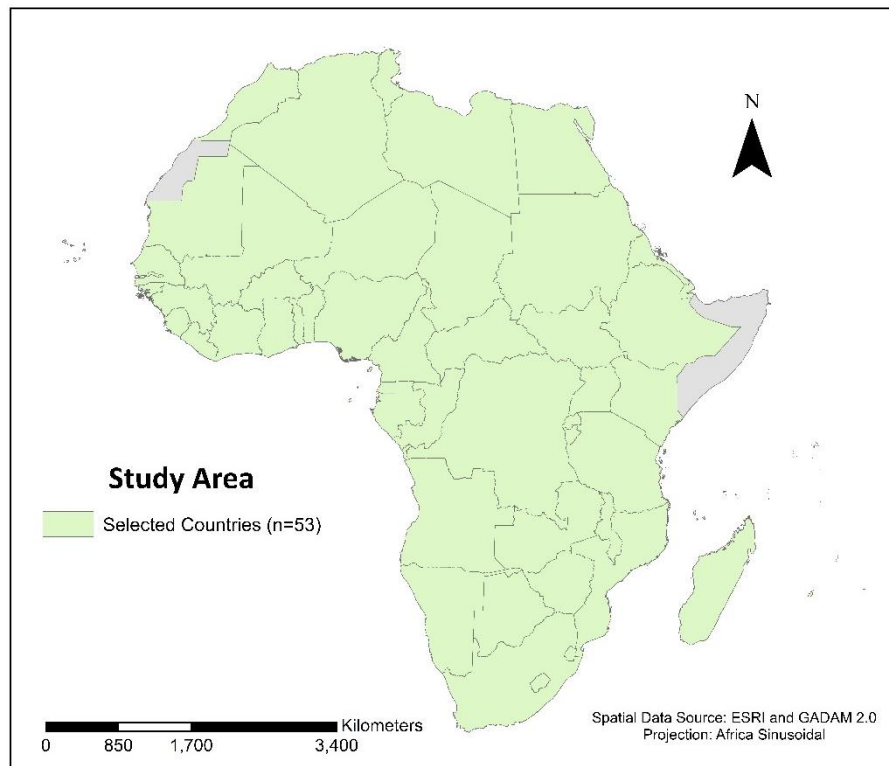 N
Study Area
Selected Countries (n=53)
Kilometers
0 850 1,700 3,400
Spatial Data Source: ESRI and GADAM 2.0
Projection: Africa Sinusoidal